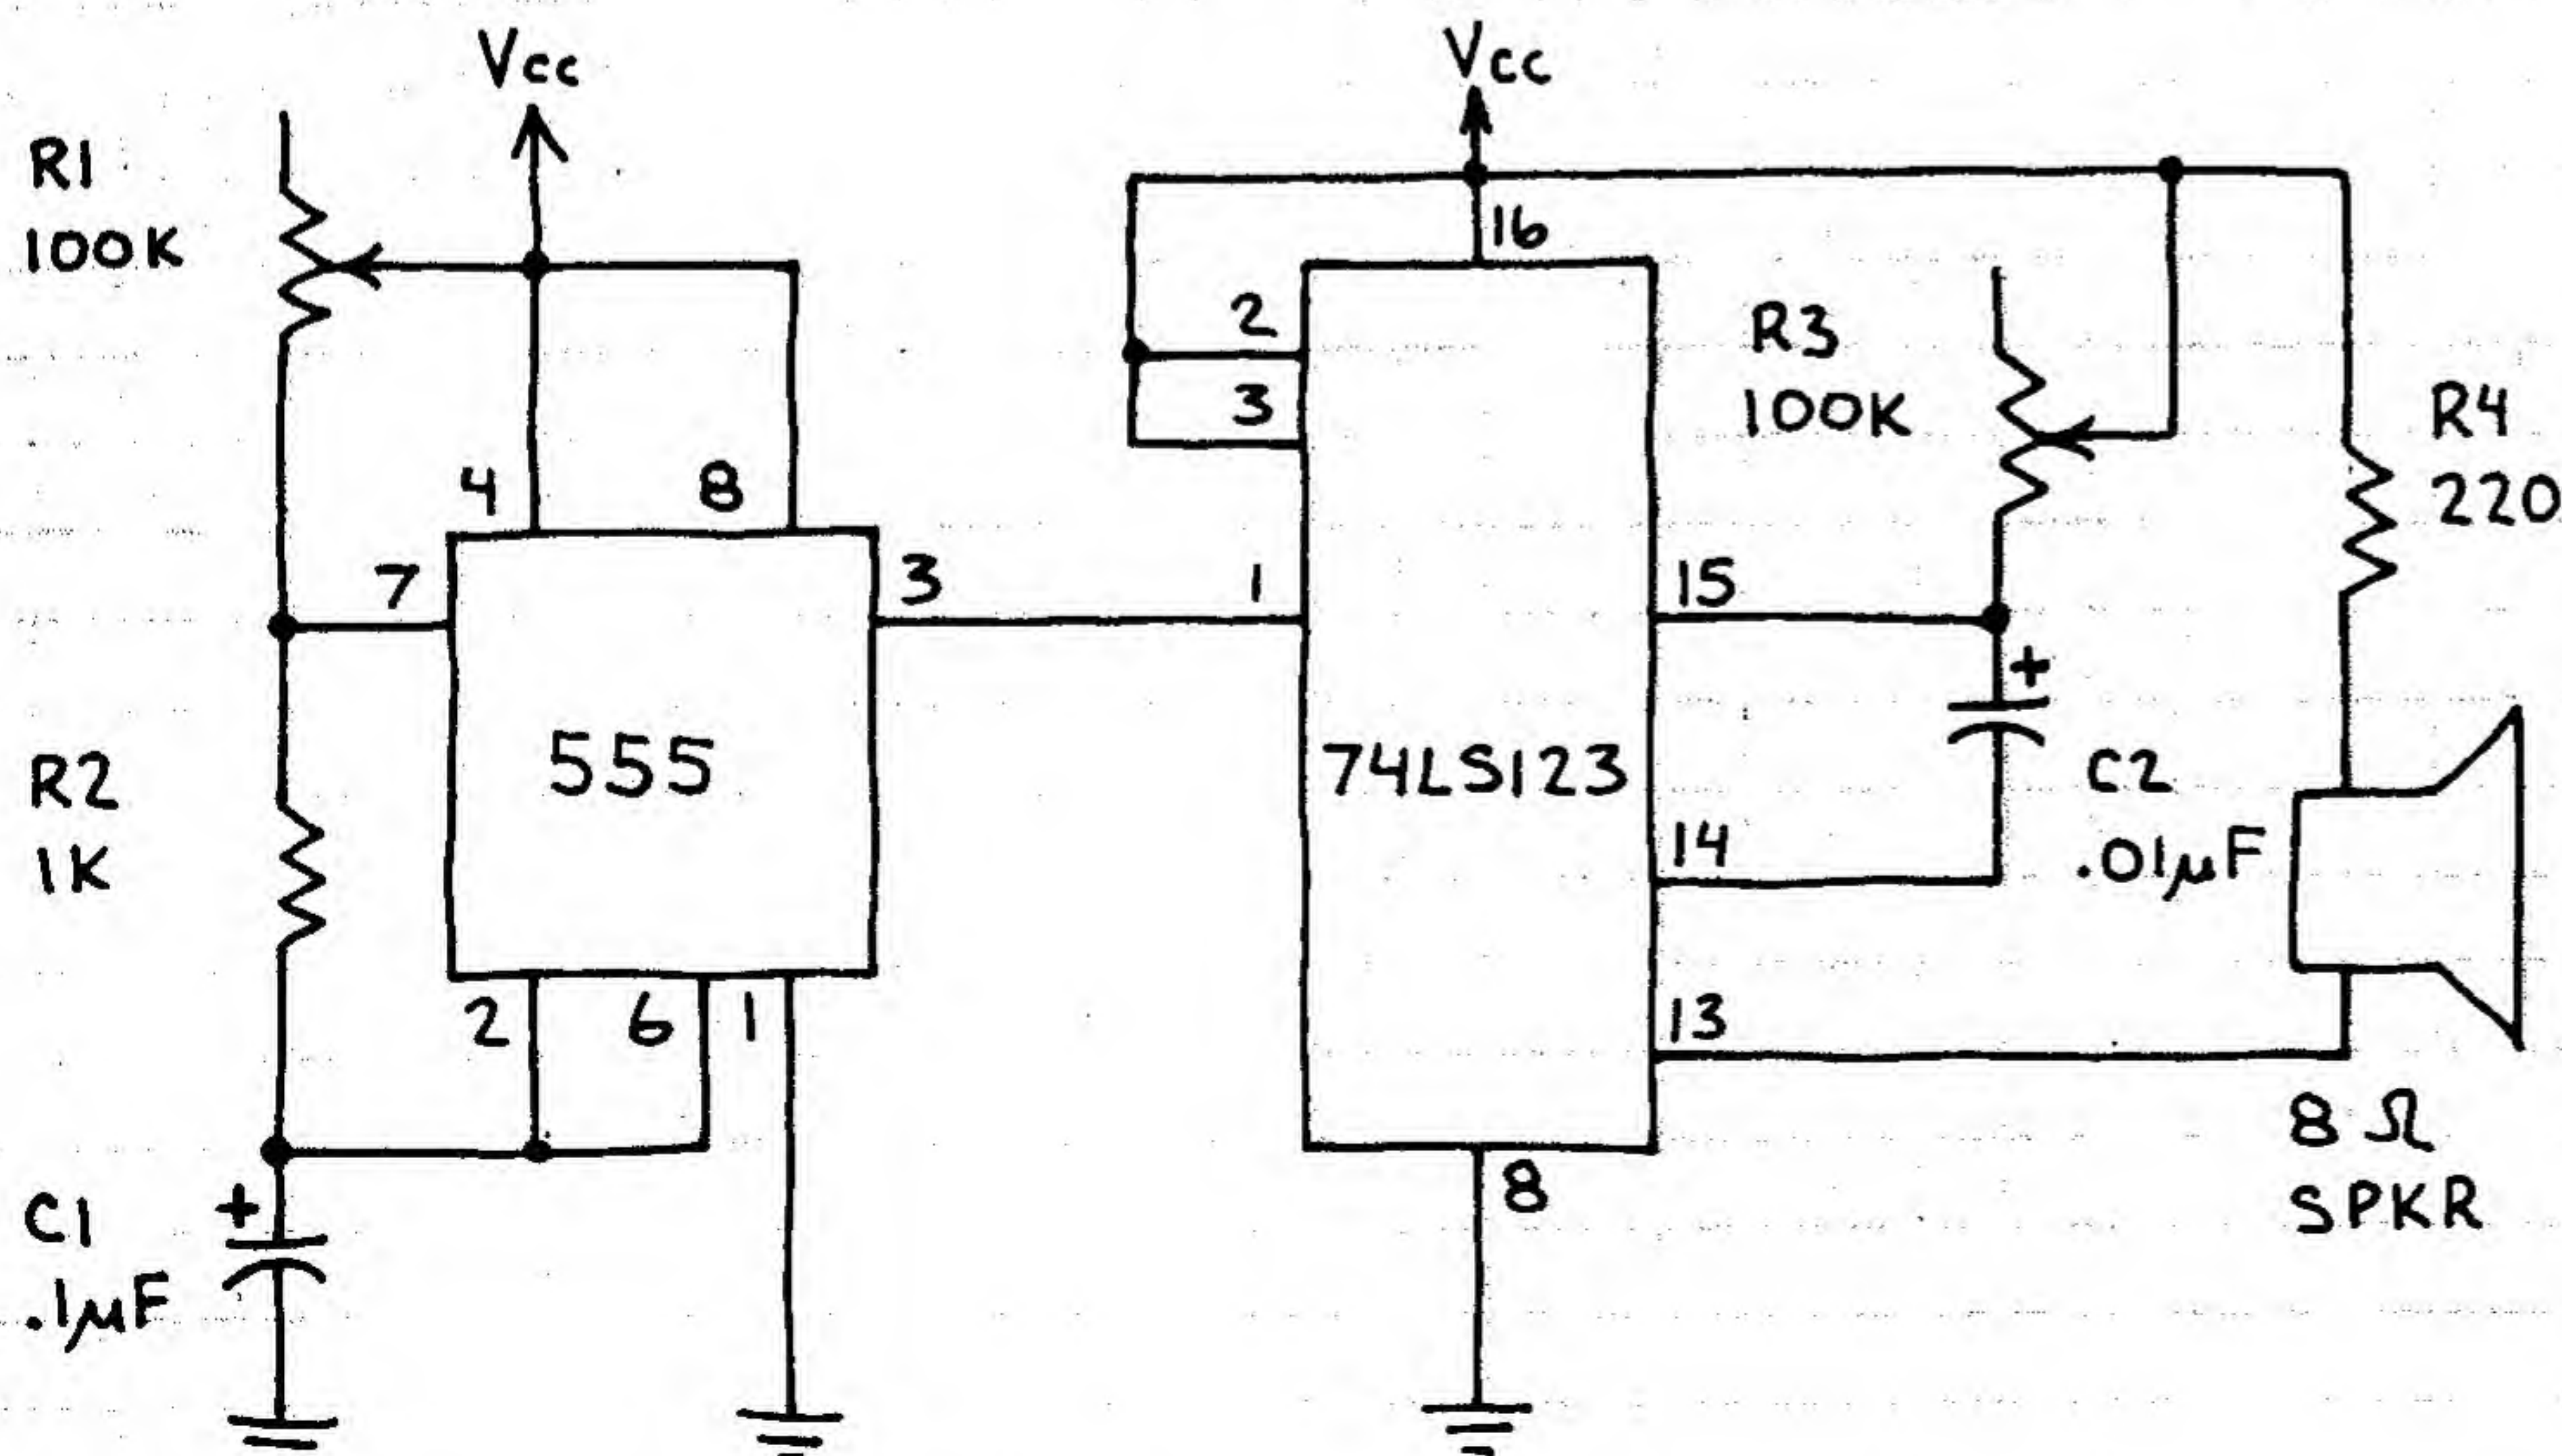 Vcc
R1
100K
4
8
7
3
555
R2
1K
2
6
1
C1
+
.1μF
Vcc
16
2
3
1
74LS123
15
14
13
8
R3
100K
+
C2
.01μF
R4
220
8 Ω
SPKR